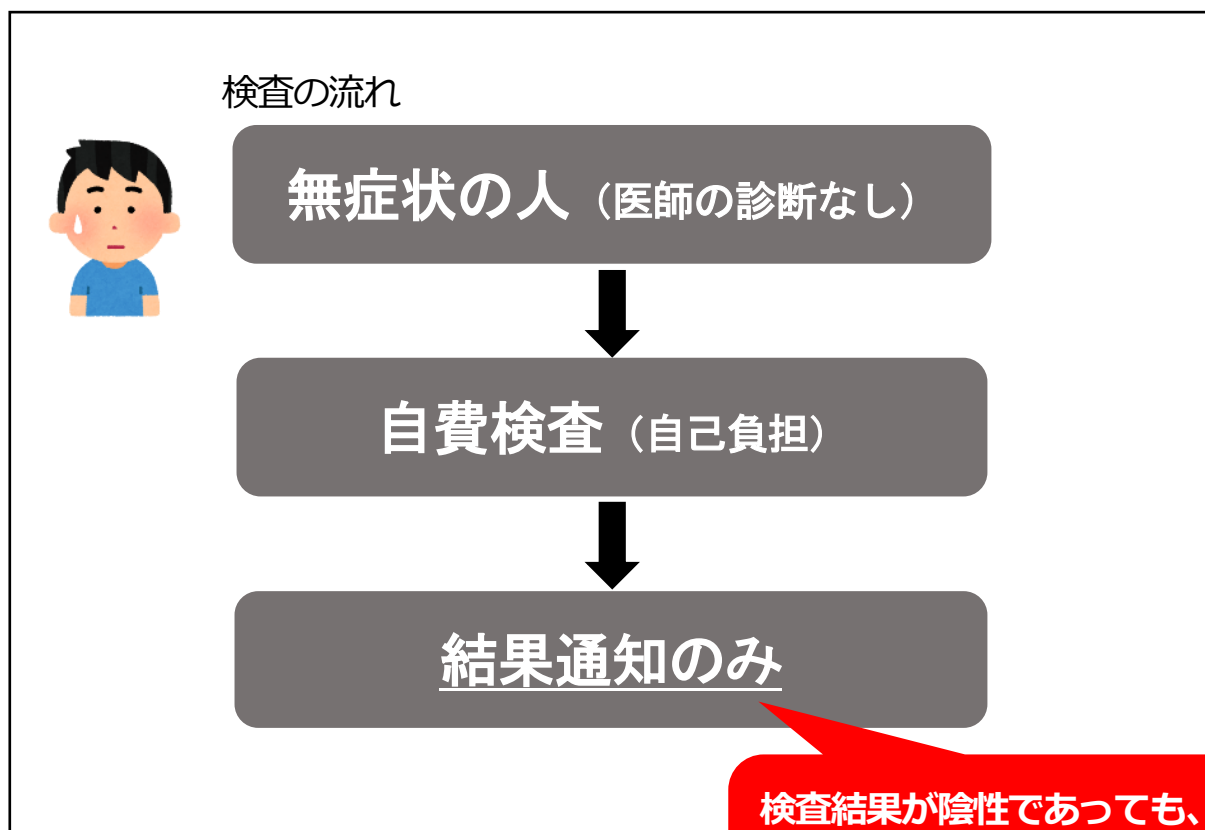 検査の流れ
無症状の人（医師の診断なし）
自費検査（自己負担）
結果通知のみ
検査結果が陰性であっても、